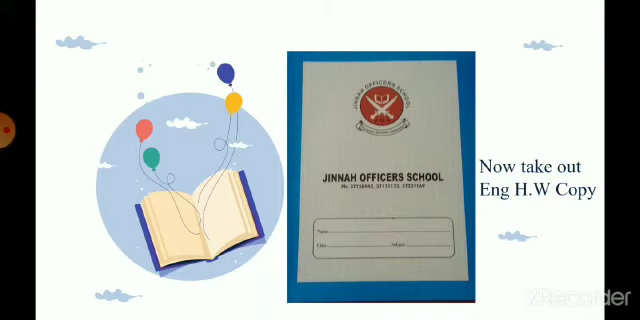 JINNAH OFFICERS SCHOOL
JINNAH OFFICERS SCHOOL
Name
Class Subject
Now take out
Eng H.W Copy
XRecorder